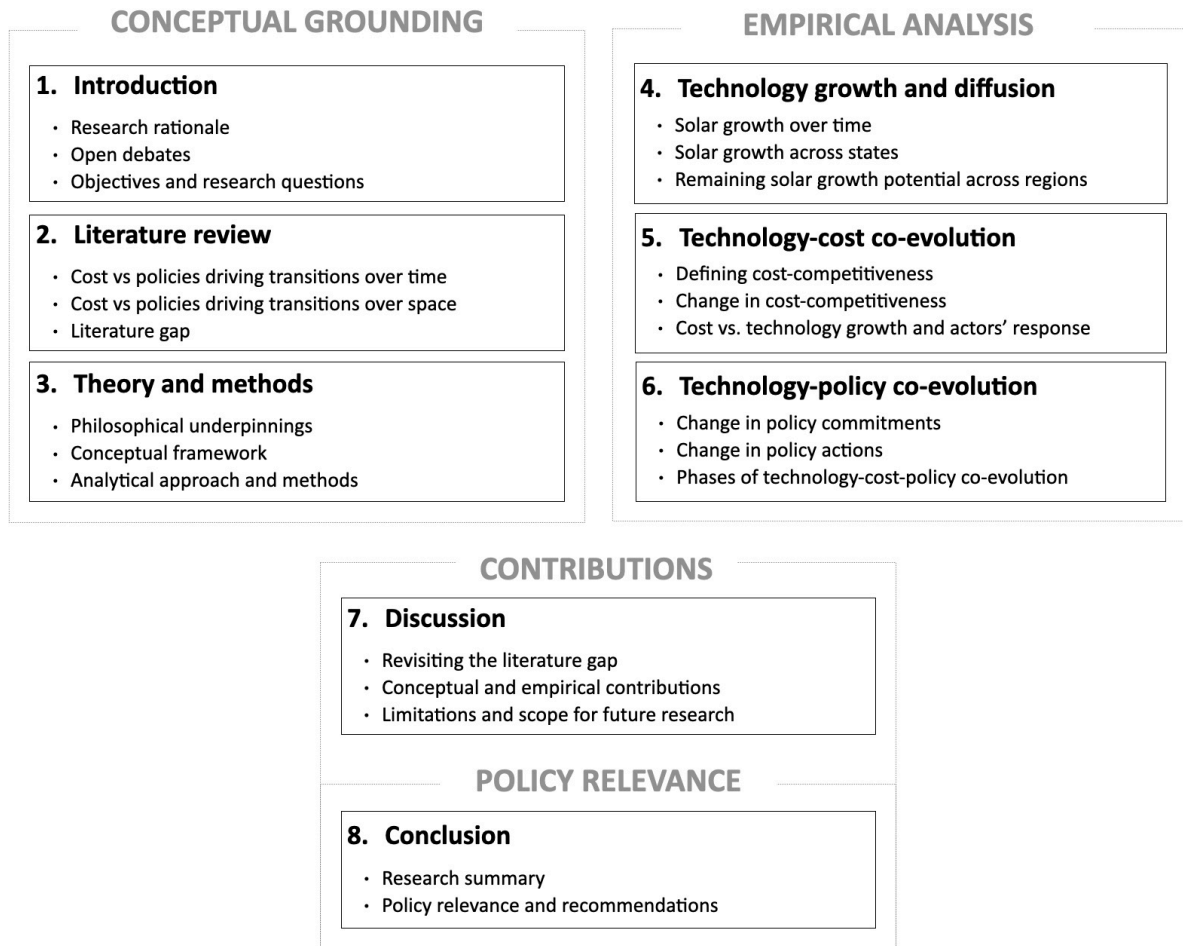 CONCEPTUAL GROUNDING
1. Introduction
· Research rationale
· Open debates
· Objectives and research questions
2. Literature review
· Cost vs policies driving transitions over time
· Cost vs policies driving transitions over space
· Literature gap
3. Theory and methods
· Philosophical underpinnings
· Conceptual framework
· Analytical approach and methods
EMPIRICAL ANALYSIS
4. Technology growth and diffusion
· Solar growth over time
· Solar growth across states
· Remaining solar growth potential across regions
5. Technology-cost co-evolution
· Defining cost-competitiveness
· Change in cost-competitiveness
· Cost vs. technology growth and actors’ response
6. Technology-policy co-evolution
· Change in policy commitments
· Change in policy actions
· Phases of technology-cost-policy co-evolution
CONTRIBUTIONS
7. Discussion
· Revisiting the literature gap
· Conceptual and empirical contributions
· Limitations and scope for future research
POLICY RELEVANCE
8. Conclusion
· Research summary
· Policy relevance and recommendations